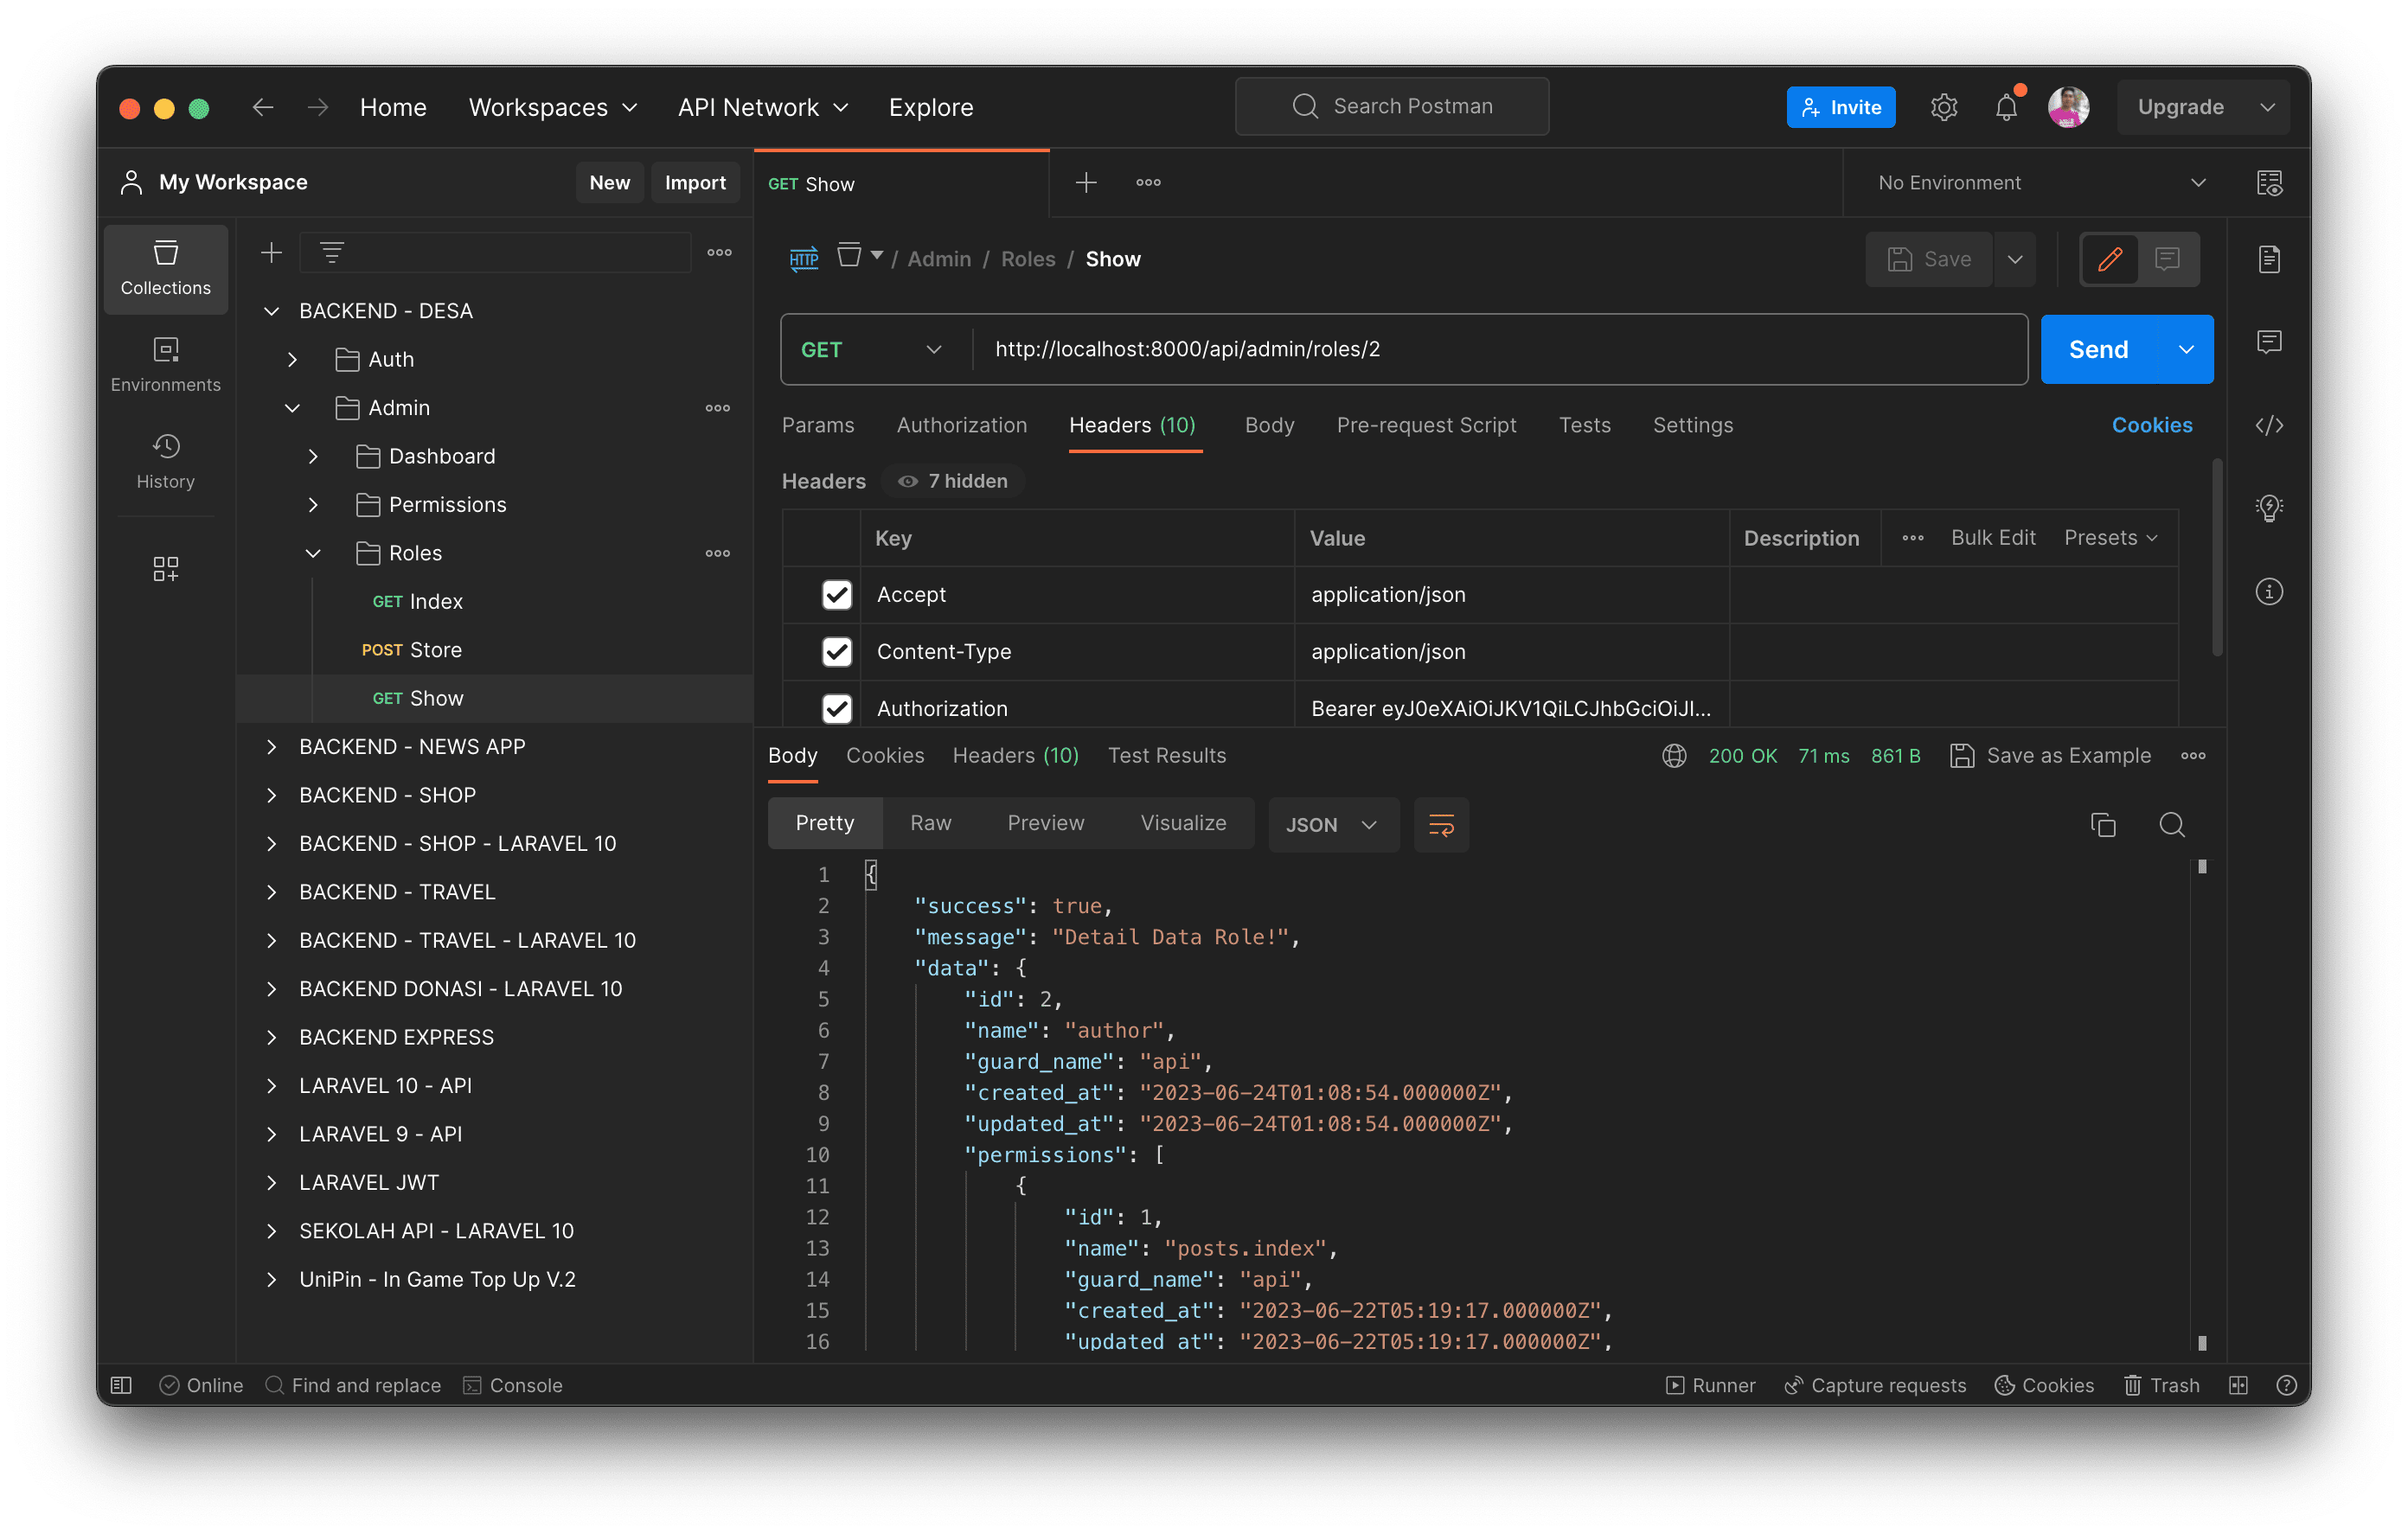 Home Workspaces API Network Explore Search Postman Invite Upgrade
My Workspace New Import
GET Show
No Environment
Collections
Environments
History
BACKEND - DESA
Auth
Admin
Dashboard
Permissions
Roles
GET Index
POST Store
GET Show
BACKEND - NEWS APP
BACKEND - SHOP
BACKEND - SHOP - LARAVEL 10
BACKEND - TRAVEL
BACKEND - TRAVEL - LARAVEL 10
BACKEND DONASI - LARAVEL 10
BACKEND EXPRESS
LARAVEL 10 - API
LARAVEL 9 - API
LARAVEL JWT
SEKOLAH API - LARAVEL 10
UniPin - In Game Top Up V.2
HTTP / Admin / Roles / Show Save
GET http://localhost:8000/api/admin/roles/2 Send
Params Authorization Headers (10) Body Pre-request Script Tests Settings Cookies
Headers 7 hidden
Key Value Description Bulk Edit Presets
Accept application/json
Content-Type application/json
Authorization Bearer eyJ0eXAiOiJKV1QiLCJhbGciOiJI...
Body Cookies Headers (10) Test Results 200 OK 71 ms 861 B Save as Example
Pretty Raw Preview Visualize JSON
1 {
2 "success": true,
3 "message": "Detail Data Role!",
4 "data": {
5 "id": 2,
6 "name": "author",
7 "guard_name": "api",
8 "created_at": "2023-06-24T01:08:54.000000Z",
9 "updated_at": "2023-06-24T01:08:54.000000Z",
10 "permissions": [
11 {
12 "id": 1,
13 "name": "posts.index",
14 "guard_name": "api",
15 "created_at": "2023-06-22T05:19:17.000000Z",
16 "updated_at": "2023-06-22T05:19:17.000000Z",
Online Find and replace Console Runner Capture requests Cookies Trash